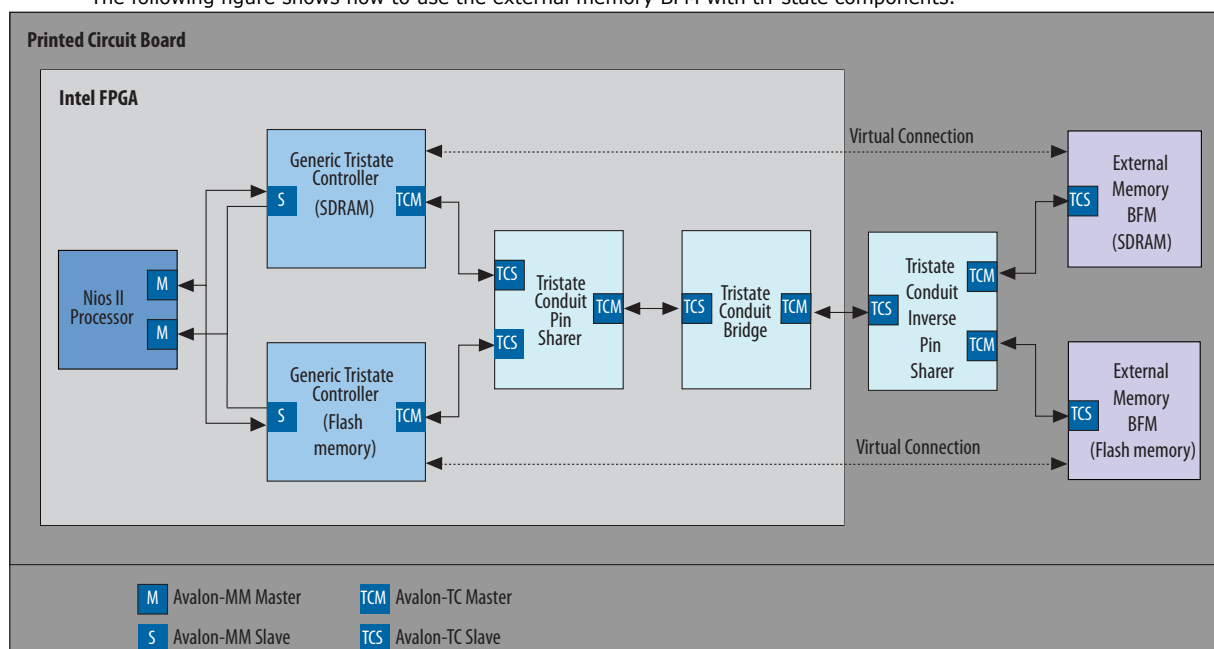 The following figure shows how to use the external memory BFM with tri-state components.
Printed Circuit Board
Intel FPGA
Virtual Connection
Generic Tristate
Controller
(SDRAM)
S
TCM
External
Memory
BFM
(SDRAM)
TCS
Nios II
Processor
M
M
TCS
TCS
Tristate
Conduit
Pin
Sharer
TCM
TCS
Tristate
Conduit
Bridge
TCM
TCS
Tristate
Conduit
Inverse
Pin
Sharer
TCM
TCM
Generic Tristate
Controller
(Flash
memory)
S
TCM
External
Memory
BFM
(Flash memory)
TCS
Virtual Connection
M Avalon-MM Master
TCM Avalon-TC Master
S Avalon-MM Slave
TCS Avalon-TC Slave